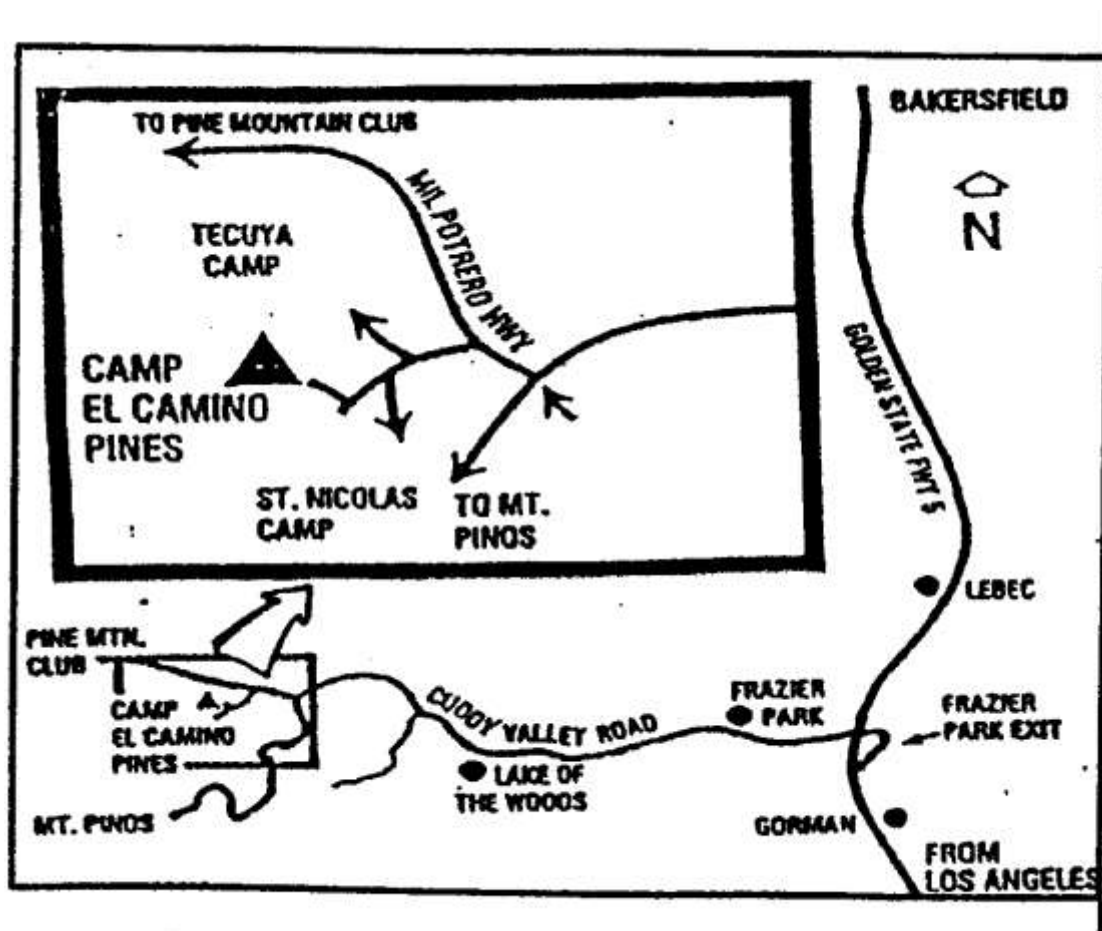 BAKERSFIELD
N
TO PINE MOUNTAIN CLUB
MIL POTRERO HWY
TECUYA
CAMP
CAMP
EL CAMINO
PINES
ST. NICOLAS
CAMP
TO MT.
PINOS
GOLDEN STATE FWY 5
LEBEC
PINE MTN.
CLUB
CAMP
EL CAMINO
PINES
MT. PINOS
CUDDY VALLEY ROAD
LAKE OF
THE WOODS
FRAZIER
PARK
FRAZIER
PARK EXIT
GORMAN
FROM
LOS ANGELES